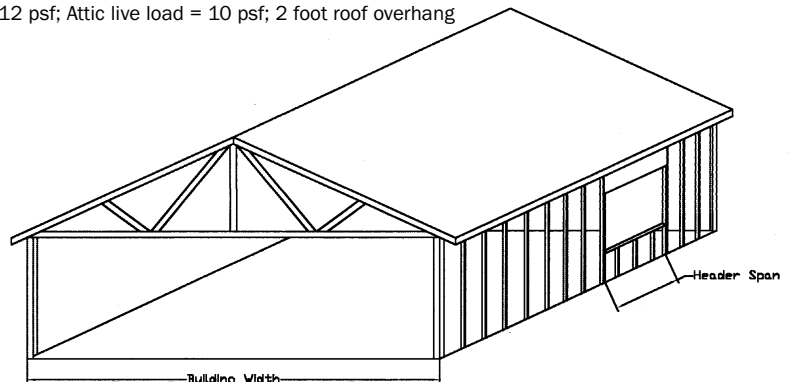 12 psf; Attic live load = 10 psf; 2 foot roof overhang
Header Span
Building Width